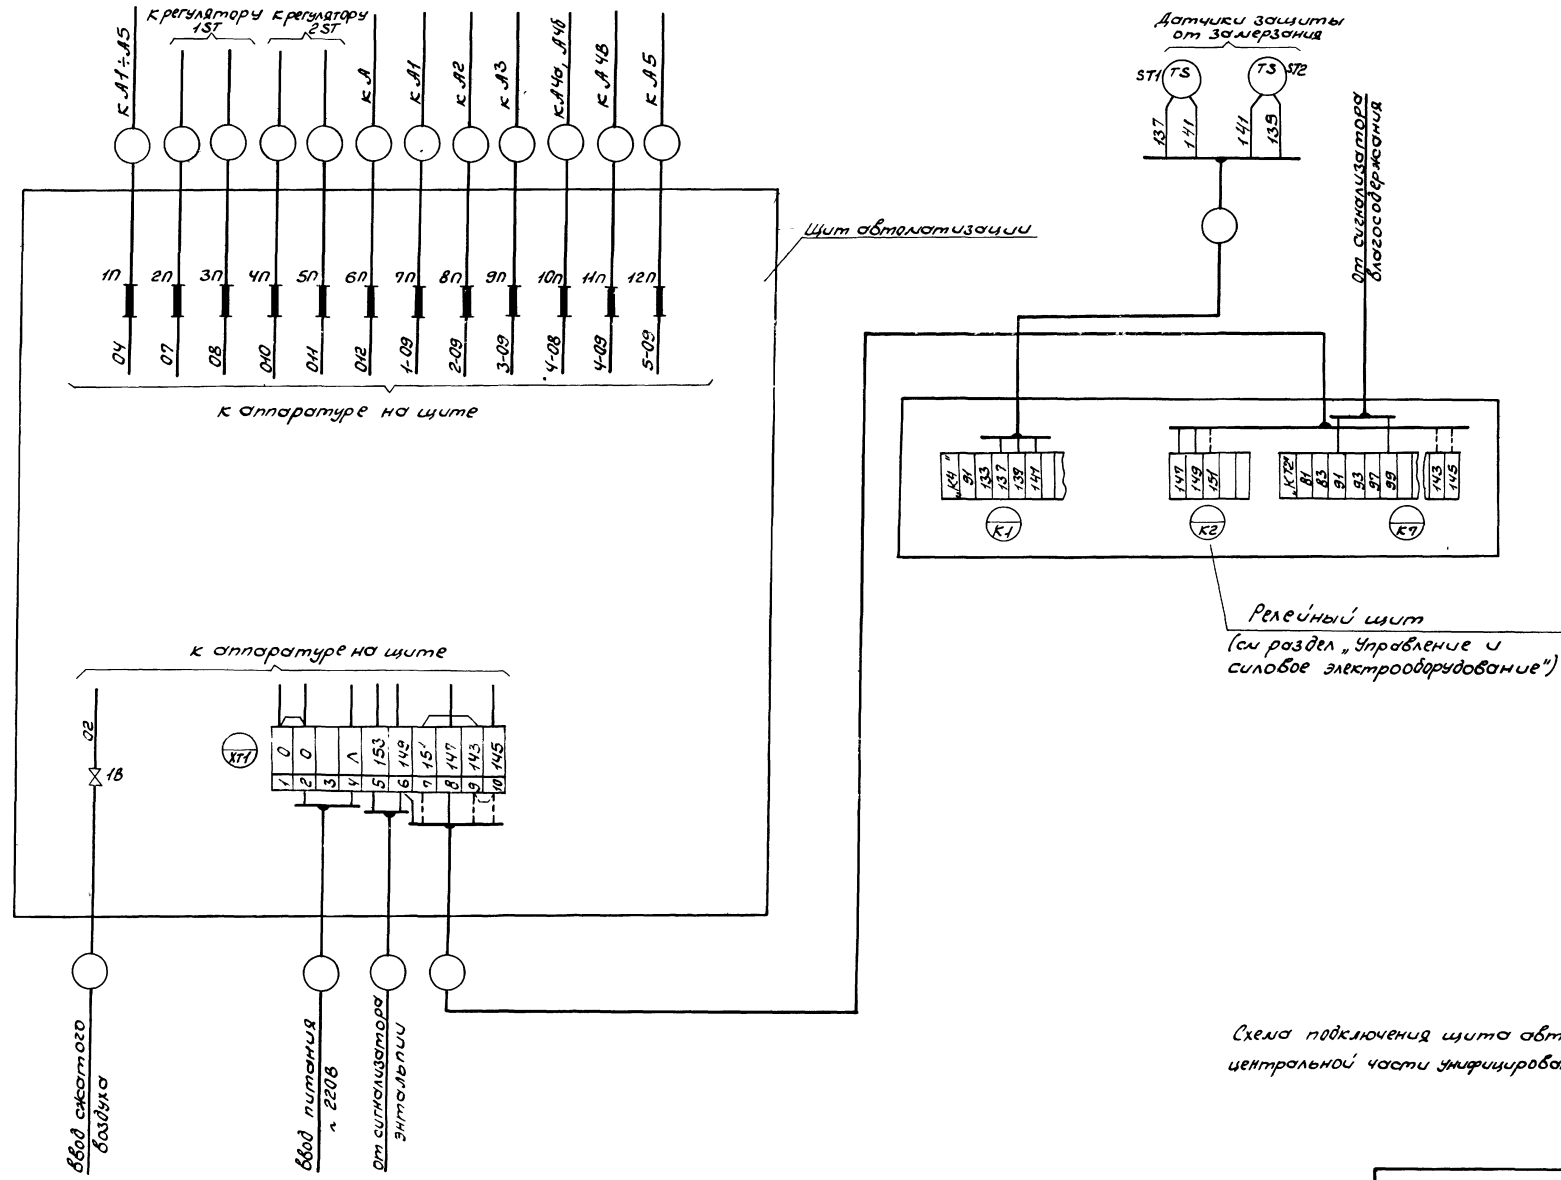 к А1÷А5
к регулятору
1ST
к регулятору
2ST
к А
к А1
к А2
к А3
к А4а, А4б
к А4В
к А5
1П
2П
3П
4П
5П
6П
7П
8П
9П
10П
11П
12П
04
07
08
010
011
012
1-09
2-09
3-09
4-08
4-09
5-09
к аппаратуре на щите
Щит автоматизации
Датчики защиты
от замерзания
ST1
TS
TS
ST2
137
141
141
139
от сигнализатора
влагосодержания
„К4"
91
133
137
139
141
К1
147
149
151
К2
„КТ2"
81
83
91
93
97
99
143
145
К7
Релейный щит
(см раздел „Управление и
силовое электрооборудование")
к аппаратуре на щите
02
1В
XT1
0
0
Л
153
149
151
147
143
145
1
2
3
4
5
6
7
8
9
10
Ввод сжатого
воздуха
Ввод питания
~ 220В
от сигнализатора
энтальпии
Схема подключения щита авт
центральной части унифицирова